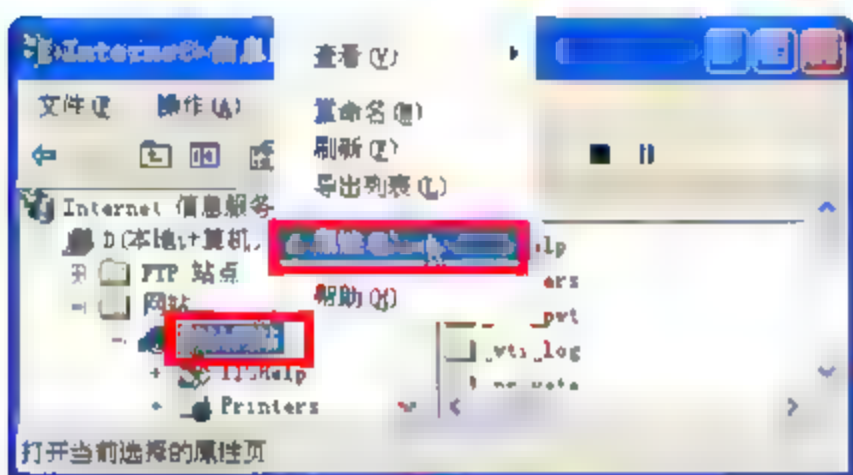 Internet 信息
查看(V)
文件(F 操作(A)
重命名(M)
刷新(F)
导出列表(L)
Internet 信息服务
D(本地计算机,
属性(R)
lp
FTP 站点
ers
网站
帮助(H)
_pvt
_vti_log
IISHelp
Printers
打开当前选择的属性页